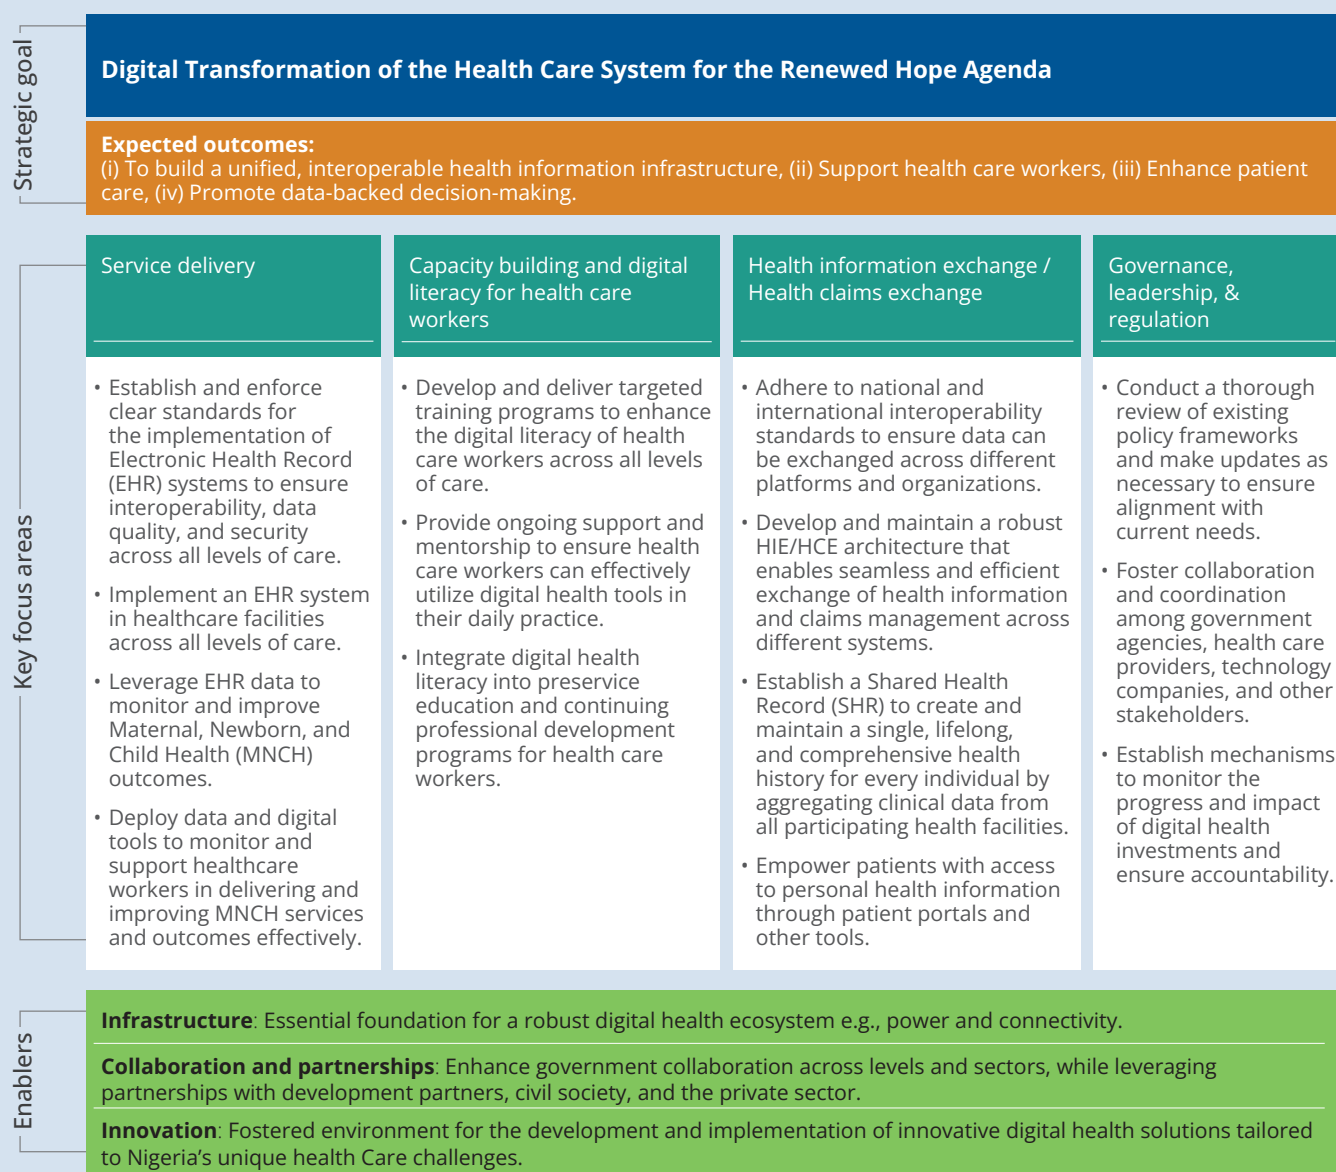 Strategic goal
Digital Transformation of the Health Care System for the Renewed Hope Agenda
Expected outcomes:
(i) To build a unified, interoperable health information infrastructure, (ii) Support health care workers, (iii) Enhance patient
care, (iv) Promote data-backed decision-making.
Key focus areas
Service delivery
• Establish and enforce
clear standards for
the implementation of
Electronic Health Record
(EHR) systems to ensure
interoperability, data
quality, and security
across all levels of care.
• Implement an EHR system
in healthcare facilities
across all levels of care.
• Leverage EHR data to
monitor and improve
Maternal, Newborn, and
Child Health (MNCH)
outcomes.
• Deploy data and digital
tools to monitor and
support healthcare
workers in delivering and
improving MNCH services
and outcomes effectively.
Capacity building and digital
literacy for health care
workers
• Develop and deliver targeted
training programs to enhance
the digital literacy of health
care workers across all levels
of care.
• Provide ongoing support and
mentorship to ensure health
care workers can effectively
utilize digital health tools in
their daily practice.
• Integrate digital health
literacy into preservice
education and continuing
professional development
programs for health care
workers.
Health information exchange /
Health claims exchange
• Adhere to national and
international interoperability
standards to ensure data can
be exchanged across different
platforms and organizations.
• Develop and maintain a robust
HIE/HCE architecture that
enables seamless and efficient
exchange of health information
and claims management across
different systems.
• Establish a Shared Health
Record (SHR) to create and
maintain a single, lifelong,
and comprehensive health
history for every individual by
aggregating clinical data from
all participating health facilities.
• Empower patients with access
to personal health information
through patient portals and
other tools.
Governance,
leadership, &
regulation
• Conduct a thorough
review of existing
policy frameworks
and make updates as
necessary to ensure
alignment with
current needs.
• Foster collaboration
and coordination
among government
agencies, health care
providers, technology
companies, and other
stakeholders.
• Establish mechanisms
to monitor the
progress and impact
of digital health
investments and
ensure accountability.
Enablers
Infrastructure: Essential foundation for a robust digital health ecosystem e.g., power and connectivity.
Collaboration and partnerships: Enhance government collaboration across levels and sectors, while leveraging
partnerships with development partners, civil society, and the private sector.
Innovation: Fostered environment for the development and implementation of innovative digital health solutions tailored
to Nigeria's unique health Care challenges.